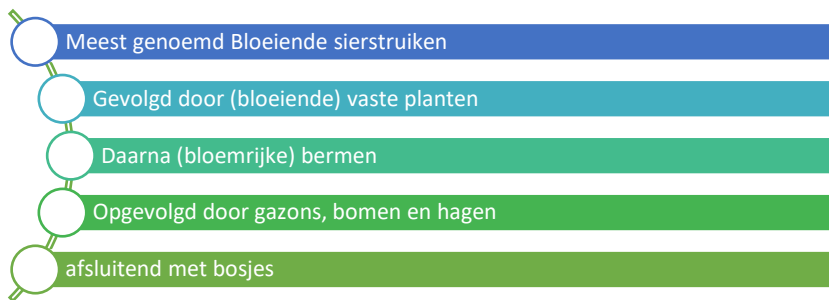 Meest genoemd Bloeiende sierstruiken
Gevolgd door (bloeiende) vaste planten
Daarna (bloemrijke) bermen
Opgevolgd door gazons, bomen en hagen
afsluitend met bosjes